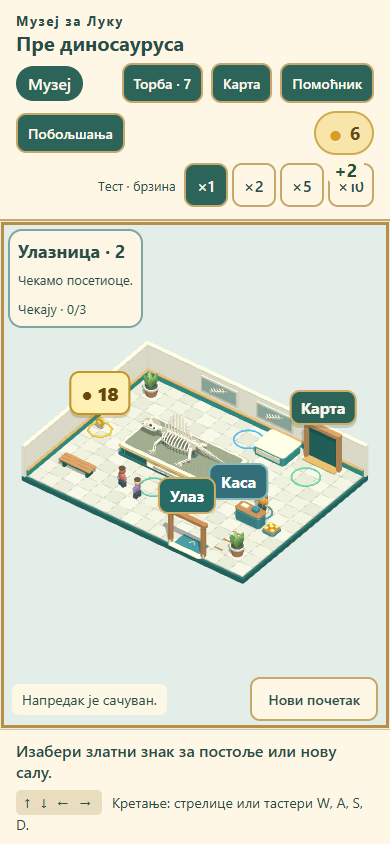 Музеј за Луку
Пре диносауруса
Музеј
Торба · 7
Карта
Помоћник
Побољшања
6
Тест · брзина
×1
×2
×5
+2
Улазница · 2
Чекамо посетиоце.
Чекају · 0/3
18
Карта
Каса
Улаз
Напредак је сачуван.
Нови почетак
Изабери златни знак за постоље или нову
салу.
↑ ↓ ← → Кретање: стрелице или тастери W, A, S,
D.